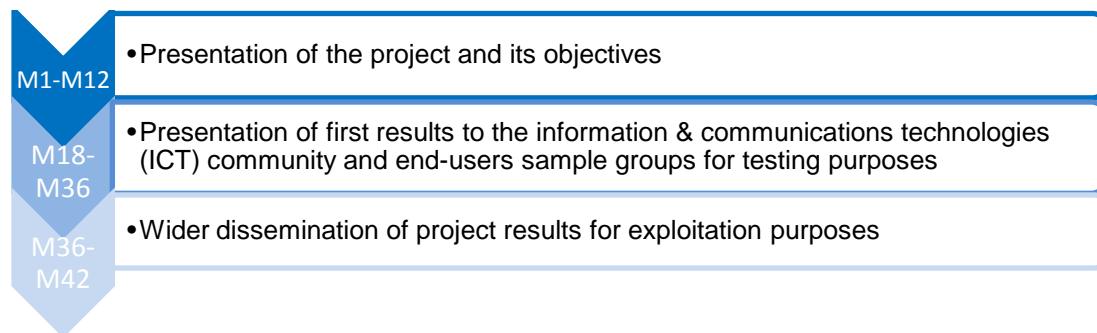 M1-M12
•Presentation of the project and its objectives
M18-
M36
•Presentation of first results to the information & communications technologies
(ICT) community and end-users sample groups for testing purposes
M36-
M42
•Wider dissemination of project results for exploitation purposes